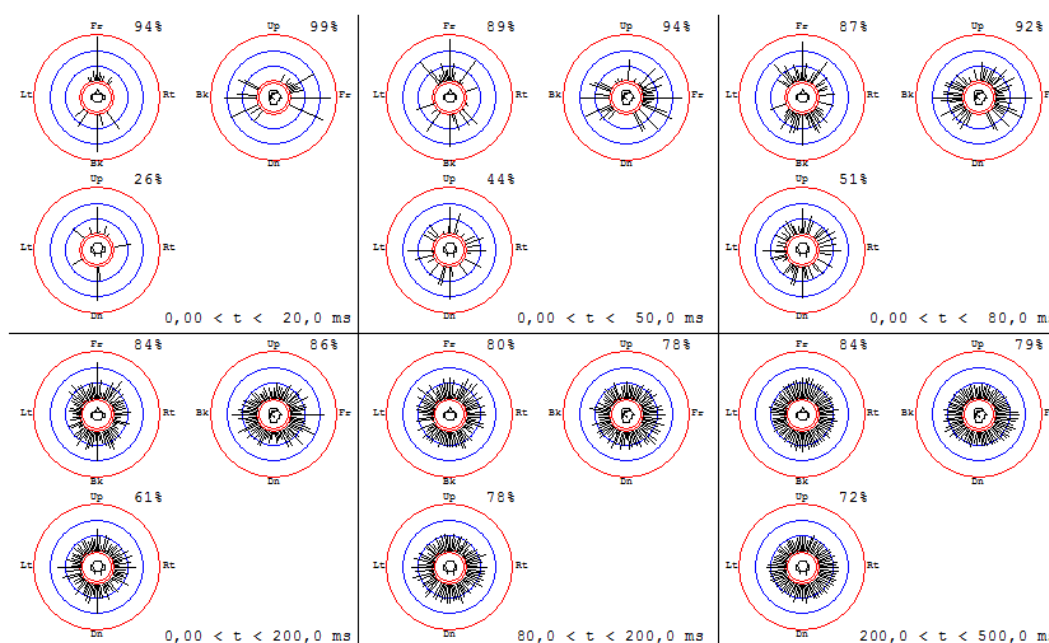 Fr 94% Up 99% Fr 89% Up 94% Fr 87% Up 92%
Lt Rt Bk Fr Lt Rt Bk Fr Lt Rt Bk F
Bk Dn Bk Dn Bk Dn
Up 26% Up 44% Up 51%
Lt Rt Lt Rt Lt Rt
Dn 0,00 < t < 20,0 ms Dn 0,00 < t < 50,0 ms Dn 0,00 < t < 80,0 ms
Fr 84% Up 86% Fr 80% Up 78% Fr 84% Up 79%
Lt Rt Bk Fr Lt Rt Bk Fr Lt Rt Bk F
Bk Dn Bk Dn Bk Dn
Up 61% Up 78% Up 72%
Lt Rt Lt Rt Lt Rt
Dn 0,00 < t < 200,0 ms Dn 80,0 < t < 200,0 ms Dn 200,0 < t < 500,0 ms